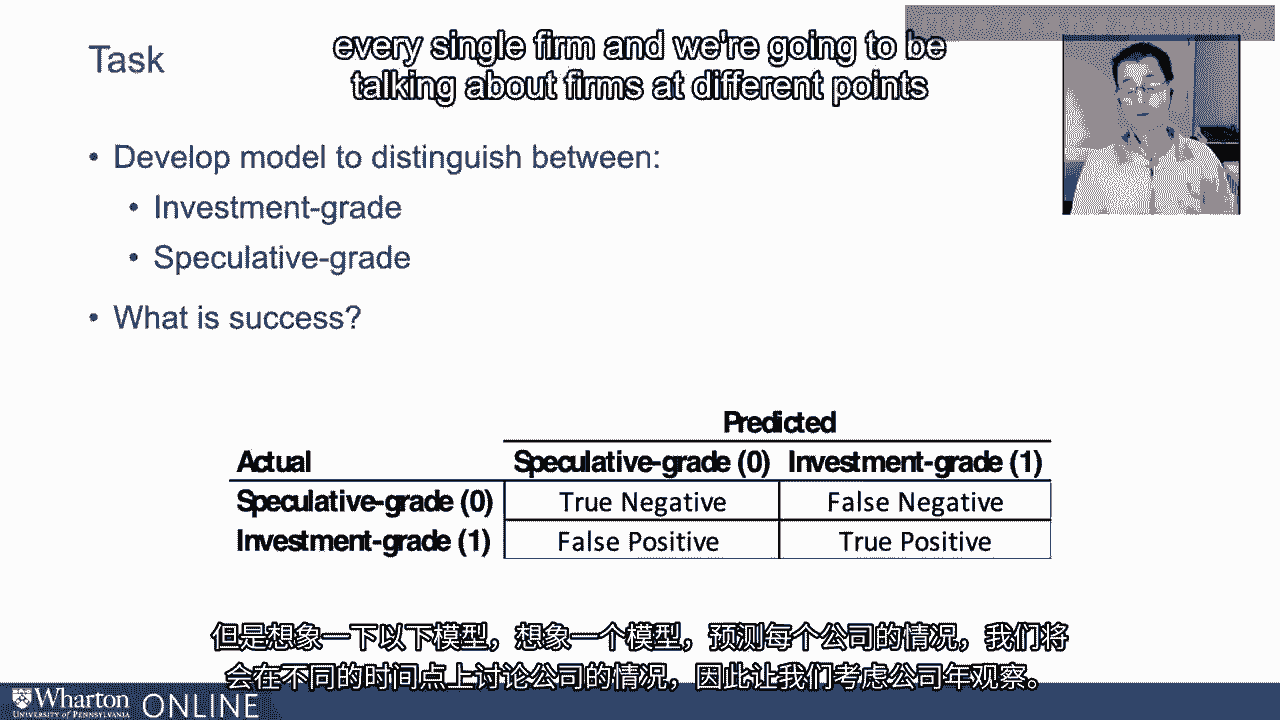 every single firm and we're going to be
talking about firms at different points
Task
• Develop model to distinguish between:
• Investment-grade
• Speculative-grade
• What is success?
Predicted
Actual Speculative-grade (0) Investment-grade (1)
Speculative-grade (0) True Negative False Negative
Investment-grade (1) False Positive True Positive
但是想象一下以下模型，想象一个模型，预测每个公司的情况，我们将
会在不同的时间点上讨论公司的情况，因此让我们考虑公司年观察。
Wharton ONLINE
UNIVERSITY of PENNSYLVANIA